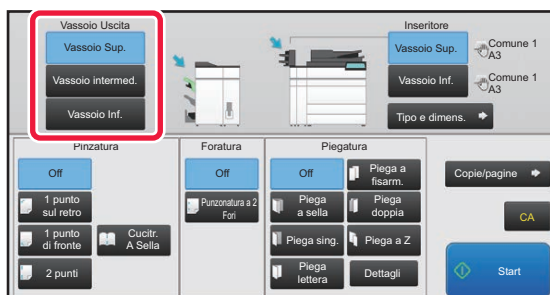 Vassoio Uscita
Vassoio Sup.
Vassoio intermed.
Vassoio Inf.
Inseritore
Vassoio Sup.
Comune 1
A3
Vassoio Inf.
Comune 1
A3
Tipo e dimens.
Pinzatura
Off
1 punto
sul retro
1 punto
di fronte
Cucitr.
A Sella
2 punti
Foratura
Off
Punzonatura a 2
Fori
Piegatura
Off
Piega a
fisarm.
Piega
a sella
Piega
doppia
Piega sing.
Piega a Z
Piega
lettera
Dettagli
Copie/pagine
CA
Start